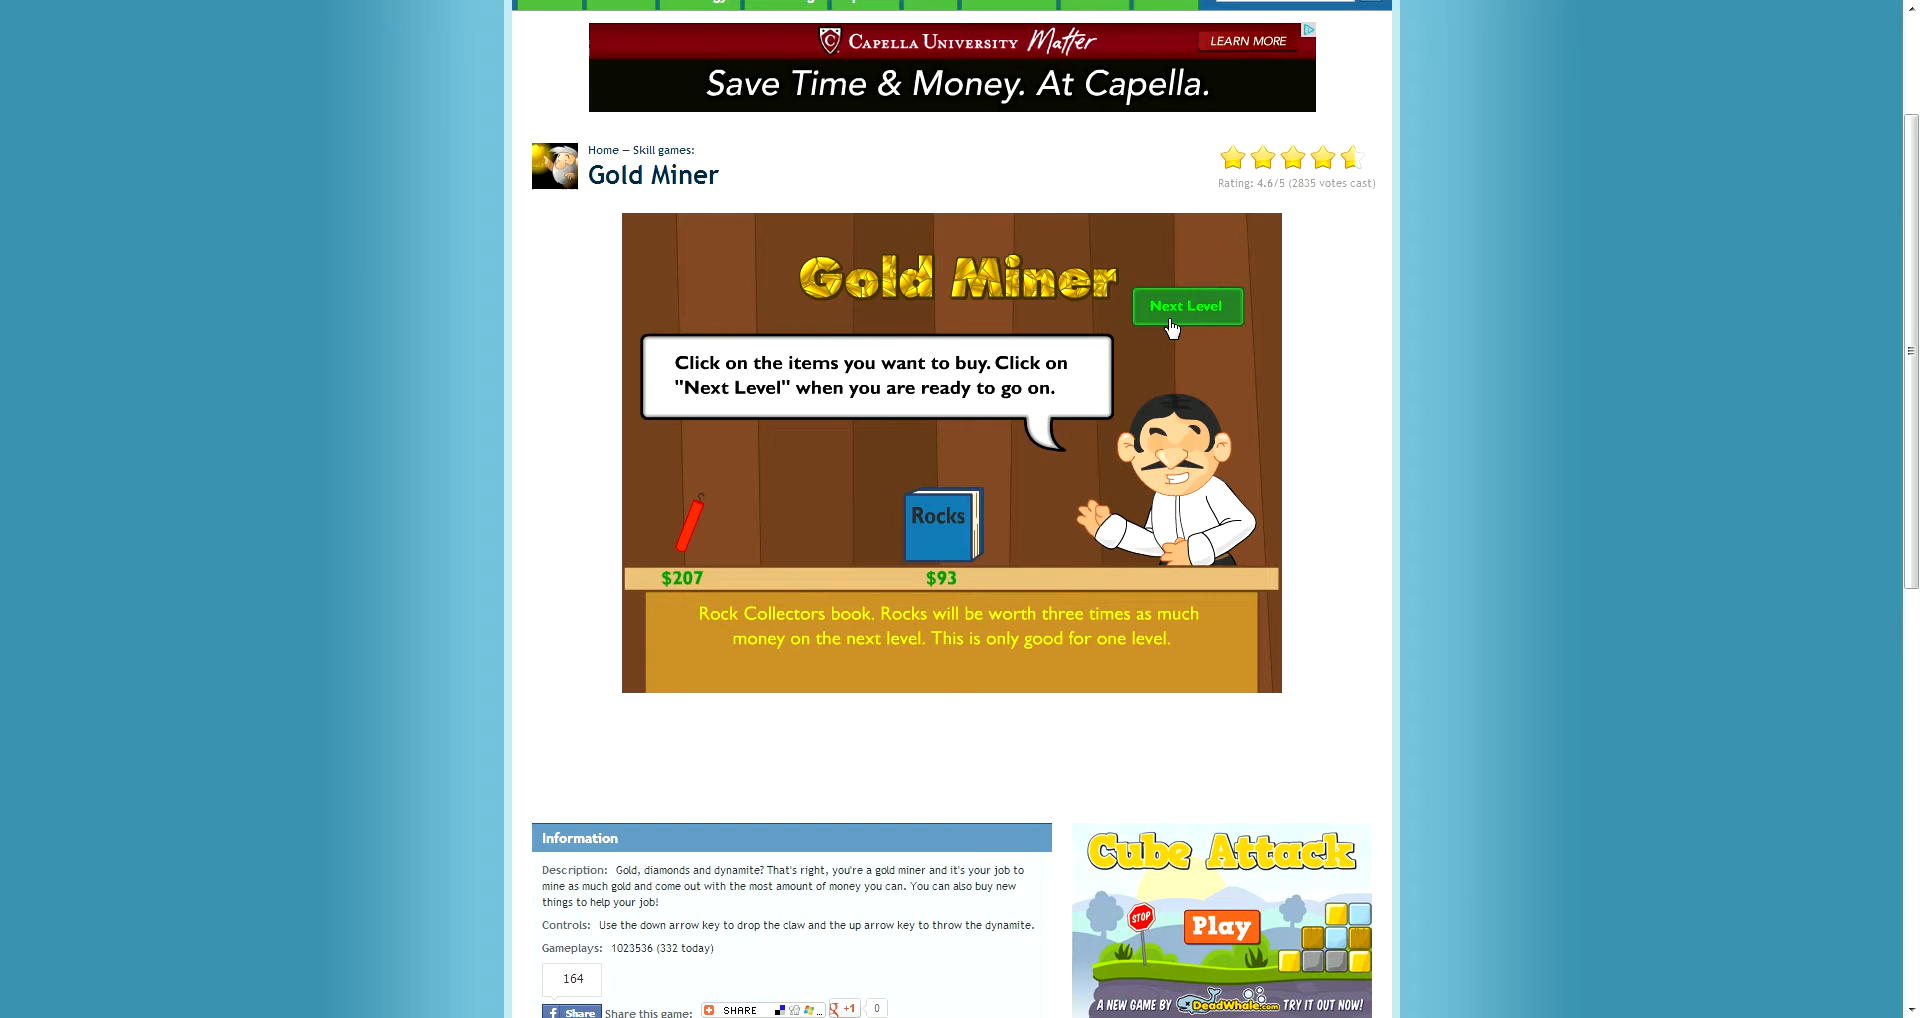 CAPELLA UNIVERSITY Matter
LEARN MORE
Save Time & Money. At Capella.
Home – Skill games:
Gold Miner
Rating: 4.6/5 (2835 votes cast)
Gold Miner
Next Level
Click on the items you want to buy. Click on
"Next Level" when you are ready to go on.
Rocks
$207
$93
Rock Collectors book. Rocks will be worth three times as much
money on the next level. This is only good for one level.
Information
Description: Gold, diamonds and dynamite? That's right, you're a gold miner and it's your job to
mine as much gold and come out with the most amount of money you can. You can also buy new
things to help your job!
Controls: Use the down arrow key to drop the claw and the up arrow key to throw the dynamite.
Gameplays: 1023536 (332 today)
164
Share
Share this game:
SHARE
+1
0
Cube Attack
STOP
Play
A NEW GAME BY DeadWhale.com TRY IT OUT NOW!